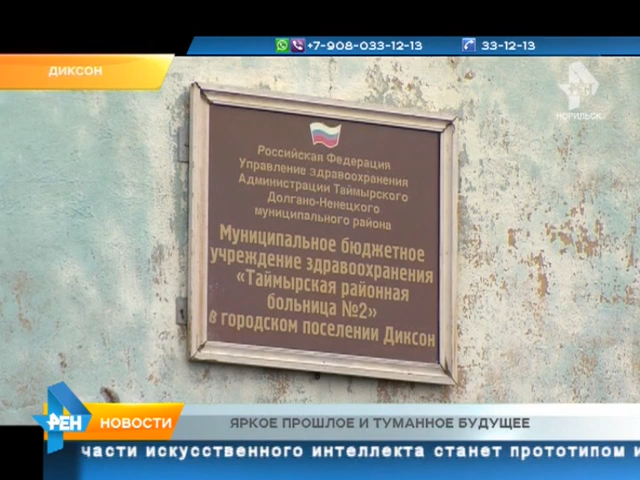 +7-908-033-12-13
33-12-13
ДИКСОН
НОРИЛЬСК
Российская Федерация
Управление здравоохранения
Администрации Таймырского
Долгано-Ненецкого
муниципального района
Муниципальное бюджетное
учреждение здравоохранения
«Таймырская районная
больница №2»
в городском поселении Диксон
РЕН
НОВОСТИ
ЯРКОЕ ПРОШЛОЕ И ТУМАННОЕ БУДУЩЕЕ
части искусственного интеллекта станет прототипом и